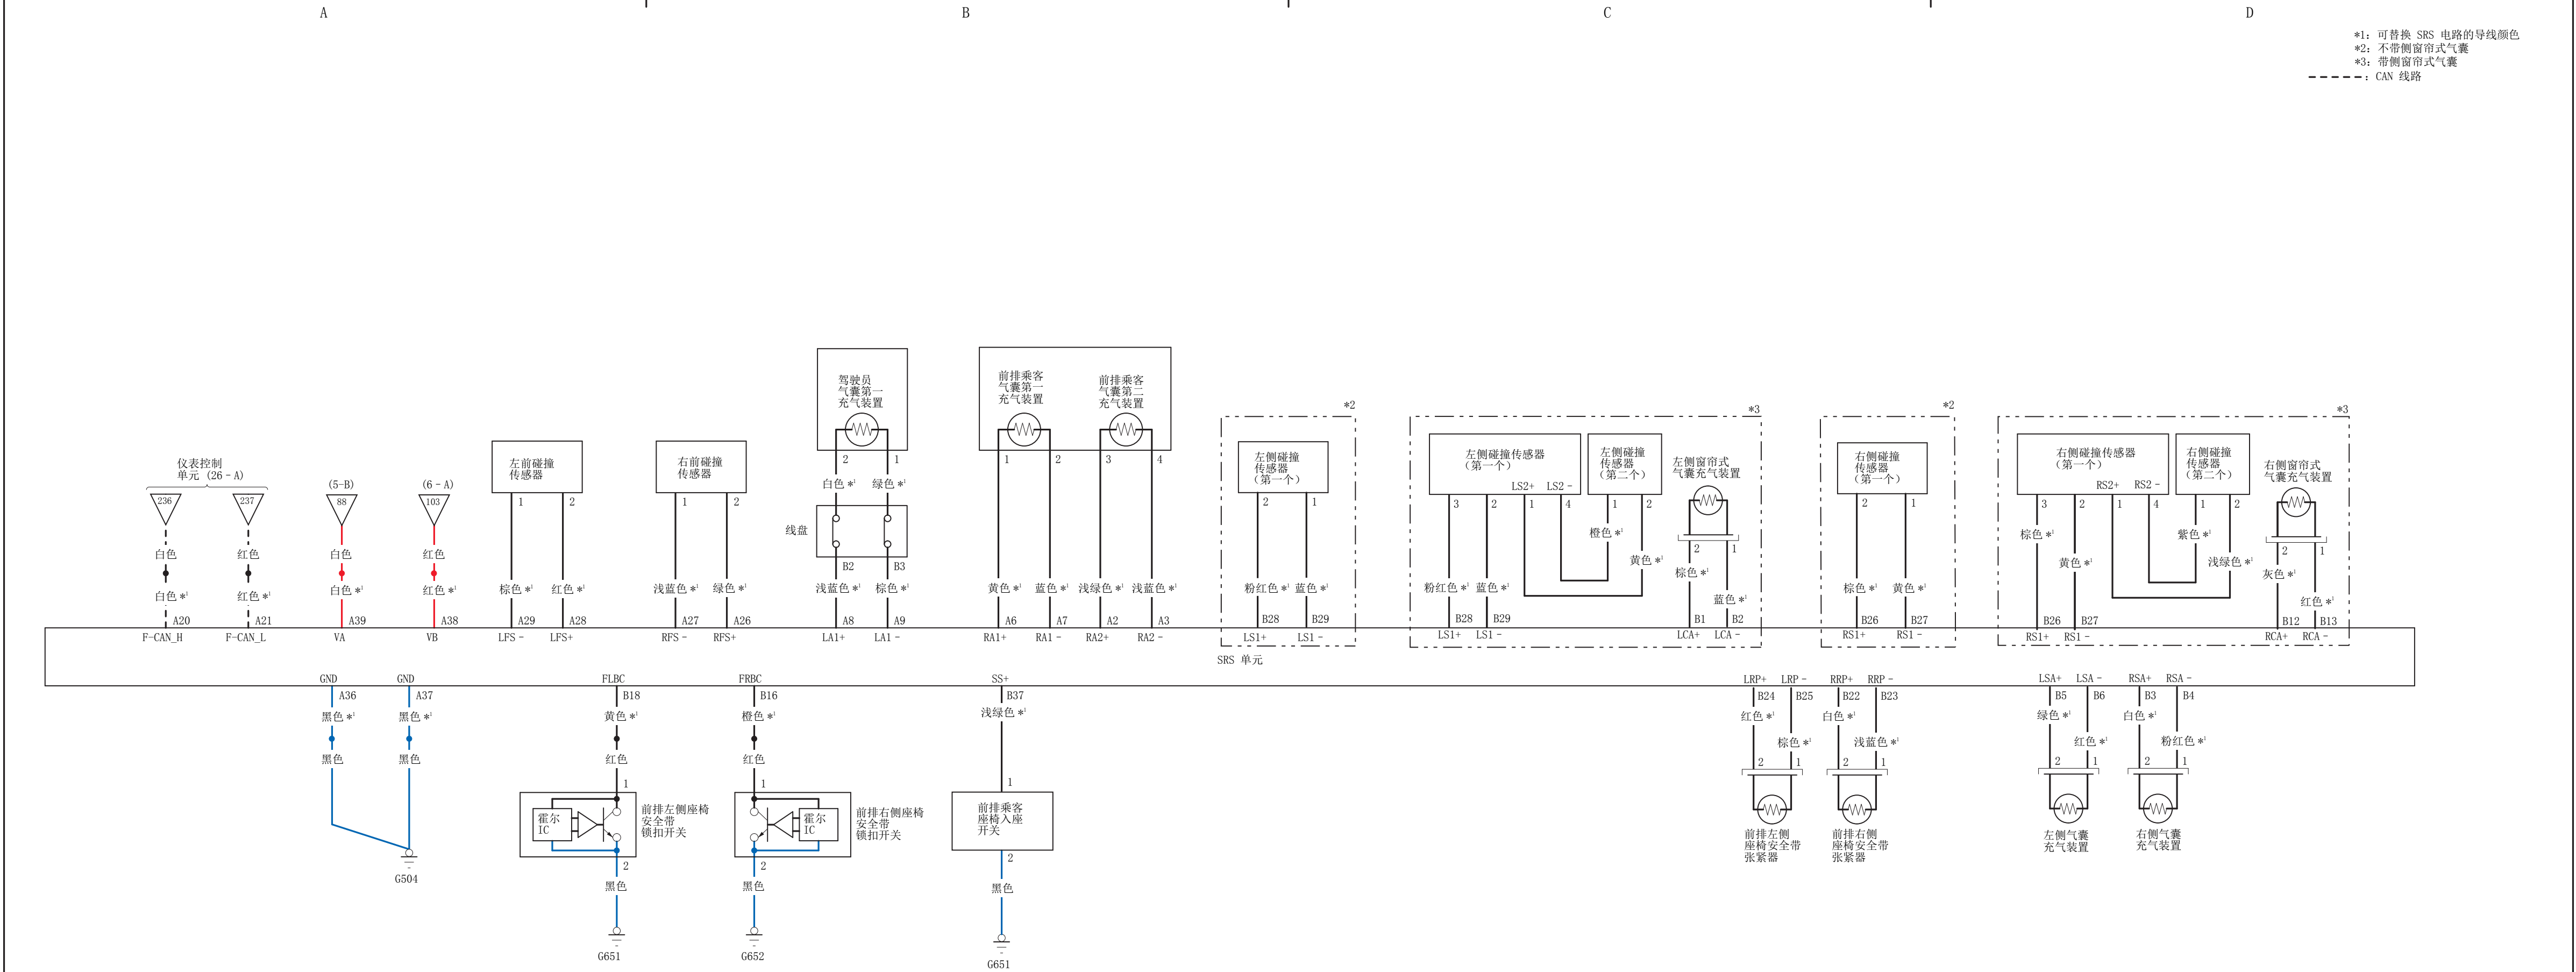 A
B
C
D
*1: 可替换 SRS 电路的导线颜色
*2: 不带侧窗帘式气囊
*3: 带侧窗帘式气囊
: CAN 线路
仪表控制
单元 (26－A)
236
237
(5-B)
88
(6－A)
103
白色
红色
白色
红色
白色*1
红色*1
白色*1
红色*1
A20
A21
A39
A38
F-CAN_H
F-CAN_L
VA
VB
左前碰撞
传感器
1
2
棕色*1
红色*1
A29
A28
LFS－
LFS+
右前碰撞
传感器
1
2
浅蓝色*1
绿色*1
A27
A26
RFS－
RFS+
驾驶员
气囊第一
充气装置
2
1
白色*1
绿色*1
线盘
B2
B3
浅蓝色*1
棕色*1
A8
A9
LA1+
LA1－
前排乘客
气囊第一
充气装置
前排乘客
气囊第二
充气装置
1
2
3
4
黄色*1
蓝色*1
浅绿色*1
浅蓝色*1
A6
A7
A2
A3
RA1+
RA1－
RA2+
RA2－
*2
左侧碰撞
传感器
（第一个）
2
1
粉红色*1
蓝色*1
B28
B29
LS1+
LS1－
SRS 单元
*3
左侧碰撞传感器
（第一个）
LS2+
LS2－
左侧碰撞
传感器
（第二个）
左侧窗帘式
气囊充气装置
3
2
1
4
1
2
橙色*1
黄色*1
2
1
棕色*1
蓝色*1
粉红色*1
蓝色*1
B28
B29
B1
B2
LS1+
LS1－
LCA+
LCA－
*2
右侧碰撞
传感器
（第一个）
2
1
棕色*1
黄色*1
B26
B27
RS1+
RS1－
*3
右侧碰撞传感器
（第一个）
RS2+
RS2－
右侧碰撞
传感器
（第二个）
右侧窗帘式
气囊充气装置
3
2
1
4
1
2
棕色*1
黄色*1
紫色*1
浅绿色*1
2
1
灰色*1
红色*1
B26
B27
B12
B13
RS1+
RS1－
RCA+
RCA－
GND
GND
A36
A37
黑色*1
黑色*1
黑色
黑色
G504
FLBC
B18
黄色*1
红色
1
霍尔
IC
前排左侧座椅
安全带
锁扣开关
2
黑色
G651
FRBC
B16
橙色*1
红色
1
霍尔
IC
前排右侧座椅
安全带
锁扣开关
2
黑色
G652
SS+
B37
浅绿色*1
1
前排乘客
座椅入座
开关
2
黑色
G651
LRP+
LRP－
RRP+
RRP－
B24
B25
B22
B23
红色*1
棕色*1
白色*1
浅蓝色*1
2
1
2
1
前排左侧
座椅安全带
张紧器
前排右侧
座椅安全带
张紧器
LSA+
LSA－
RSA+
RSA－
B5
B6
B3
B4
绿色*1
红色*1
白色*1
粉红色*1
2
1
2
1
左侧气囊
充气装置
右侧气囊
充气装置